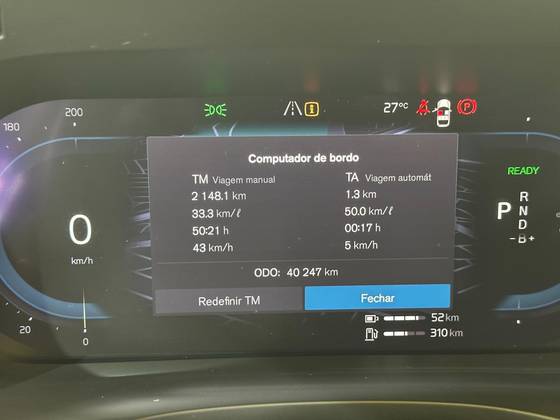 200
180
27°C
Computador de bordo
TM Viagem manual
TA Viagem automát
2 148.1 km
1.3 km
33.3 km/ℓ
50.0 km/ℓ
50:21 h
00:17 h
43 km/h
5 km/h
ODO: 40 247 km
Redefinir TM
Fechar
0
km/h
READY
P
R
N
D
-B+
20
0
52 km
310 km